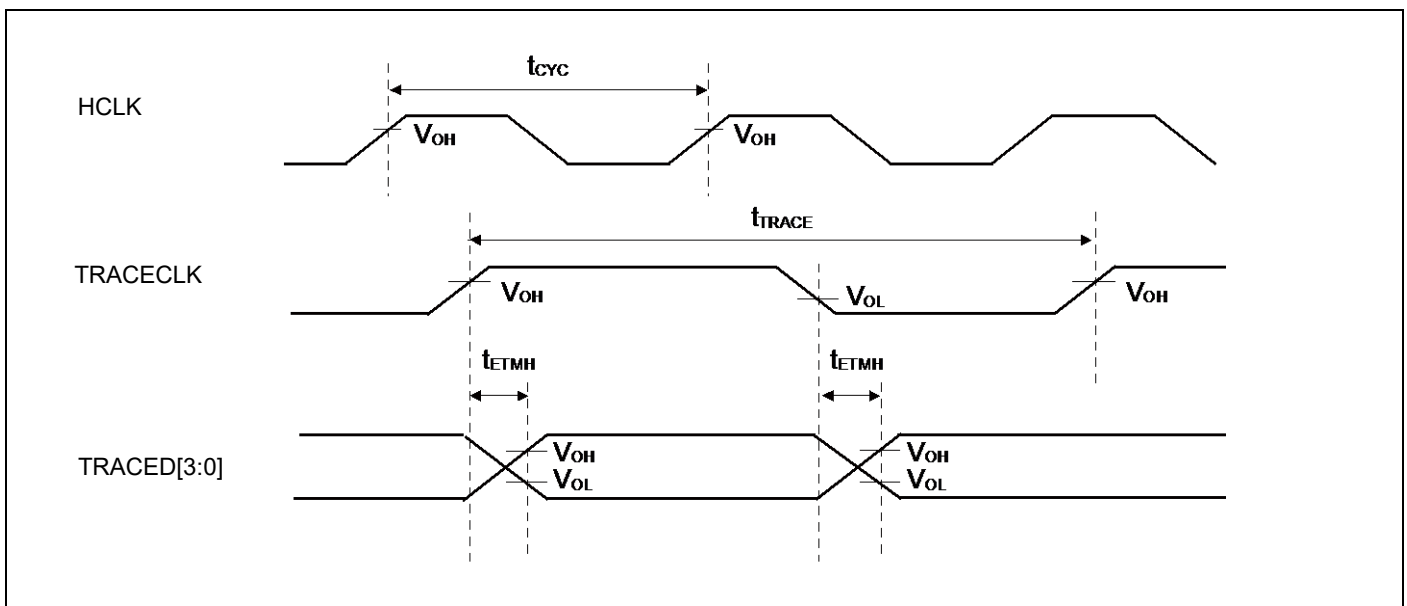 tCYC
HCLK
VOH VOH
tTRACE
TRACECLK
VOH VOL VOH
tETMH tETMH
TRACED[3:0]
VOH VOH
VOL VOL